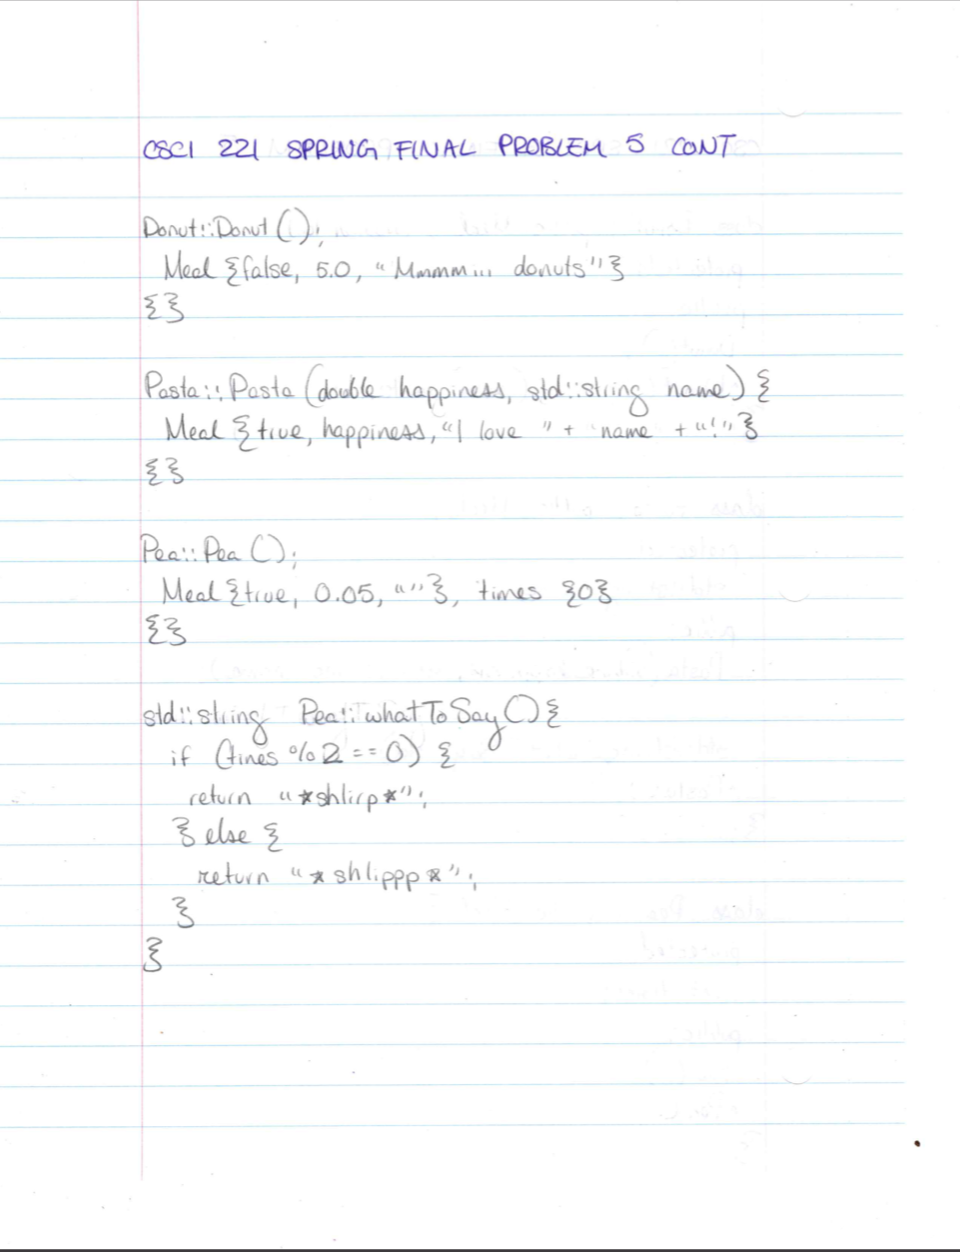 CSCI 221 SPRING FINAL PROBLEM 5 CONT
Donut::Donut ();
Meal {false, 5.0, "Mmmm... donuts"}
{}
Pasta::Pasta (double happiness, std::string name) {
Meal {true, happiness, "I love " + name + "!"}
{}
Pea::Pea ();
Meal {true, 0.05, ""}, times {0}
{}
std::string Pea::whatToSay () {
if (times % 2 == 0) {
return "*shlirp*";
} else {
return "*shlippp*";
}
}